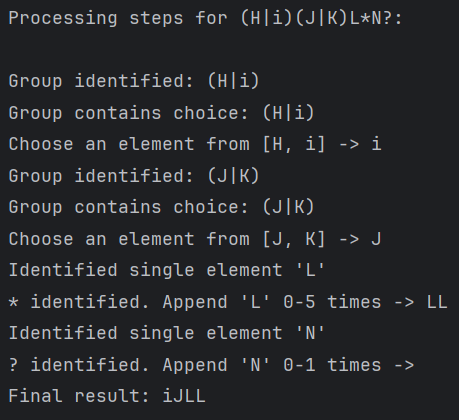 Processing steps for (H|i)(J|K)L*N?:
Group identified: (H|i)
Group contains choice: (H|i)
Choose an element from [H, i] -> i
Group identified: (J|K)
Group contains choice: (J|K)
Choose an element from [J, K] -> J
Identified single element 'L'
* identified. Append 'L' 0-5 times -> LL
Identified single element 'N'
? identified. Append 'N' 0-1 times ->
Final result: iJLL